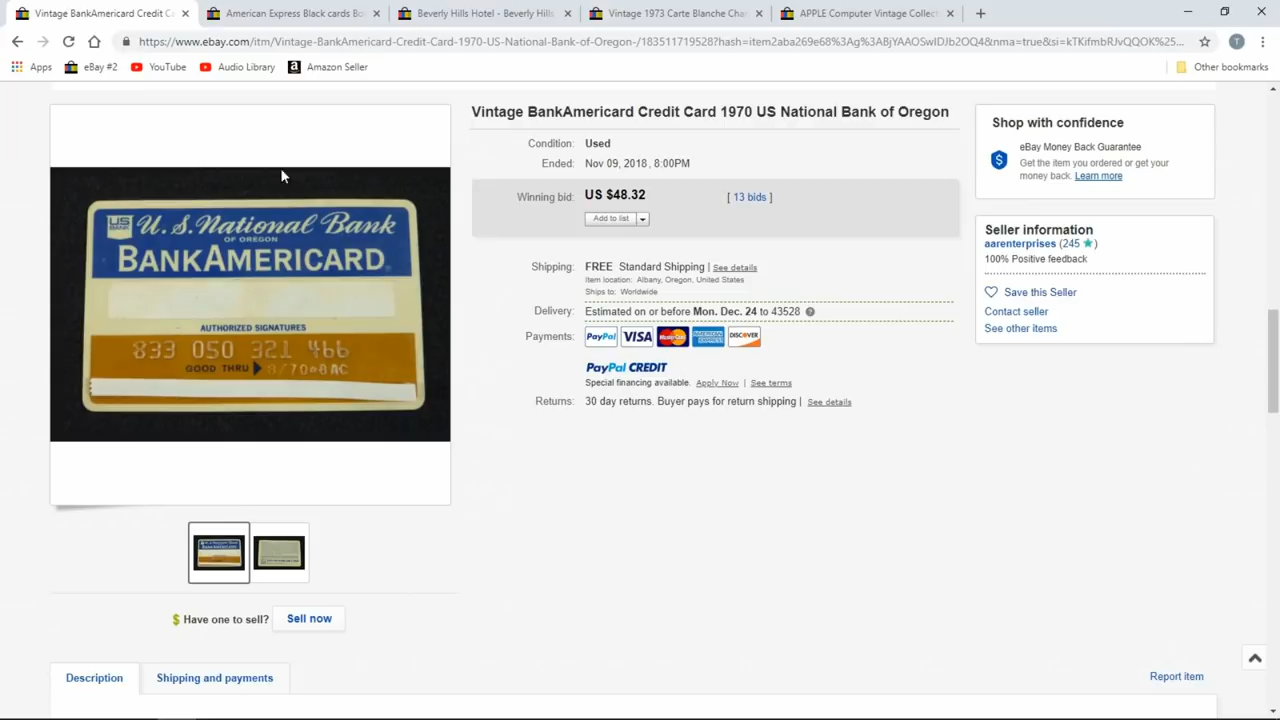 Vintage BankAmericard Credit C
American Express Black cards Bo
Beverly Hills Hotel - Beverly Hills
Vintage 1973 Carte Blanche Char
APPLE Computer Vintage Collect
https://www.ebay.com/itm/Vintage-BankAmericard-Credit-Card-1970-US-National-Bank-of-Oregon-/183511719528?hash=item2aba269e68%3Ag%3ABjYAAOSwIDJb2OQ4&nma=true&si=kTKifmbRJvQQOK%25...
T
Apps
eBay #2
YouTube
Audio Library
Amazon Seller
Other bookmarks
US BANK
U.S. National Bank
OF OREGON
BANKAMERICARD®
AUTHORIZED SIGNATURES
833 050 321 466
GOOD THRU
Have one to sell?
Sell now
Vintage BankAmericard Credit Card 1970 US National Bank of Oregon
Condition: Used
Ended: Nov 09, 2018 , 8:00PM
Winning bid: US $48.32 [ 13 bids ]
Add to list
Shipping: FREE Standard Shipping | See details
Item location: Albany, Oregon, United States
Ships to: Worldwide
Delivery: Estimated on or before Mon. Dec. 24 to 43528
Payments: PayPal VISA MasterCard AMERICAN EXPRESS DISCOVER
PayPal CREDIT
Special financing available. Apply Now | See terms
Returns: 30 day returns. Buyer pays for return shipping | See details
Shop with confidence
eBay Money Back Guarantee
Get the item you ordered or get your
money back. Learn more
Seller information
aarenterprises (245 )
100% Positive feedback
Save this Seller
Contact seller
See other items
Description
Shipping and payments
Report item